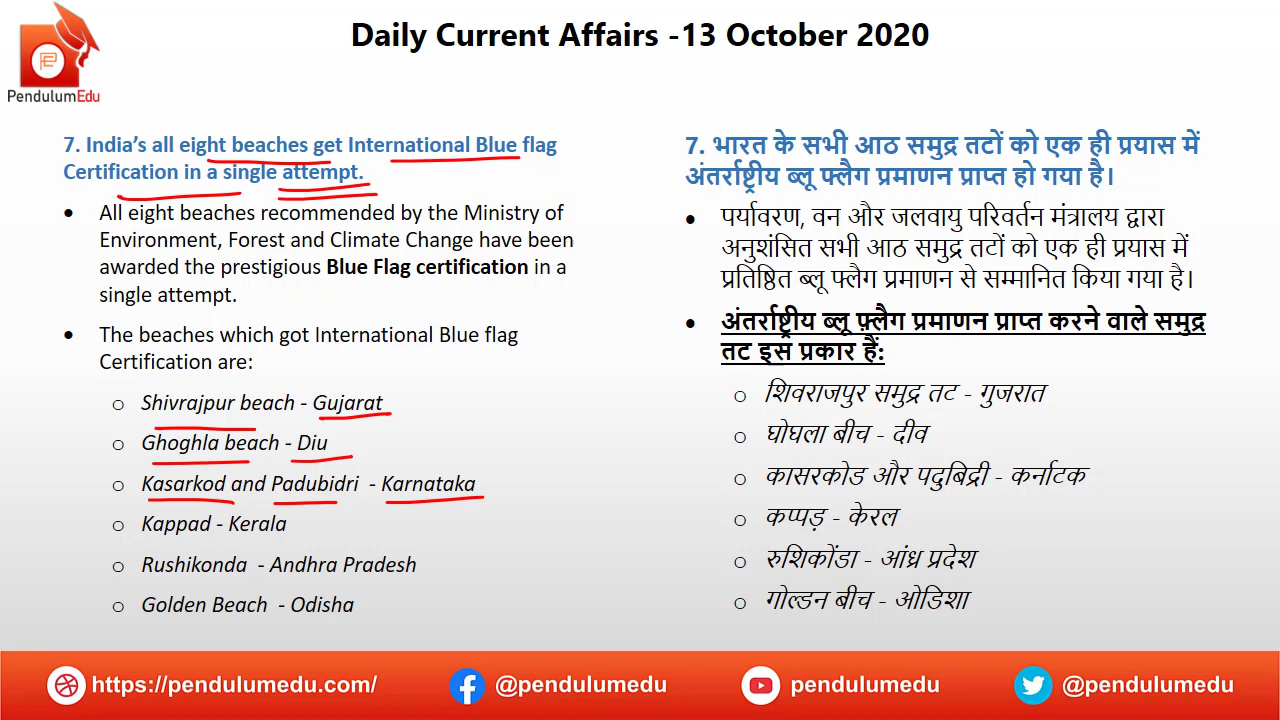 Daily Current Affairs -13 October 2020
PE
PendulumEdu
7. India's all eight beaches get International Blue flag
Certification in a single attempt.
• All eight beaches recommended by the Ministry of
Environment, Forest and Climate Change have been
awarded the prestigious Blue Flag certification in a
single attempt.
• The beaches which got International Blue flag
Certification are:
o Shivrajpur beach - Gujarat
o Ghoghla beach - Diu
o Kasarkod and Padubidri - Karnataka
o Kappad - Kerala
o Rushikonda - Andhra Pradesh
o Golden Beach - Odisha
7. भारत के सभी आठ समुद्र तटों को एक ही प्रयास में
अंतर्राष्ट्रीय ब्लू फ्लैग प्रमाणन प्राप्त हो गया है।
• पर्यावरण, वन और जलवायु परिवर्तन मंत्रालय द्वारा
अनुशंसित सभी आठ समुद्र तटों को एक ही प्रयास में
प्रतिष्ठित ब्लू फ्लैग प्रमाणन से सम्मानित किया गया है।
• अंतर्राष्ट्रीय ब्लू फ़्लैग प्रमाणन प्राप्त करने वाले समुद्र
तट इस प्रकार हैं:
o शिवराजपुर समुद्र तट - गुजरात
o घोघला बीच - दीव
o कासरकोड और पदुबिद्री - कर्नाटक
o कप्पड़ - केरल
o रुशिकोंडा - आंध्र प्रदेश
o गोल्डन बीच - ओडिशा
https://pendulumedu.com/ @pendulumedu pendulumedu @pendulumedu